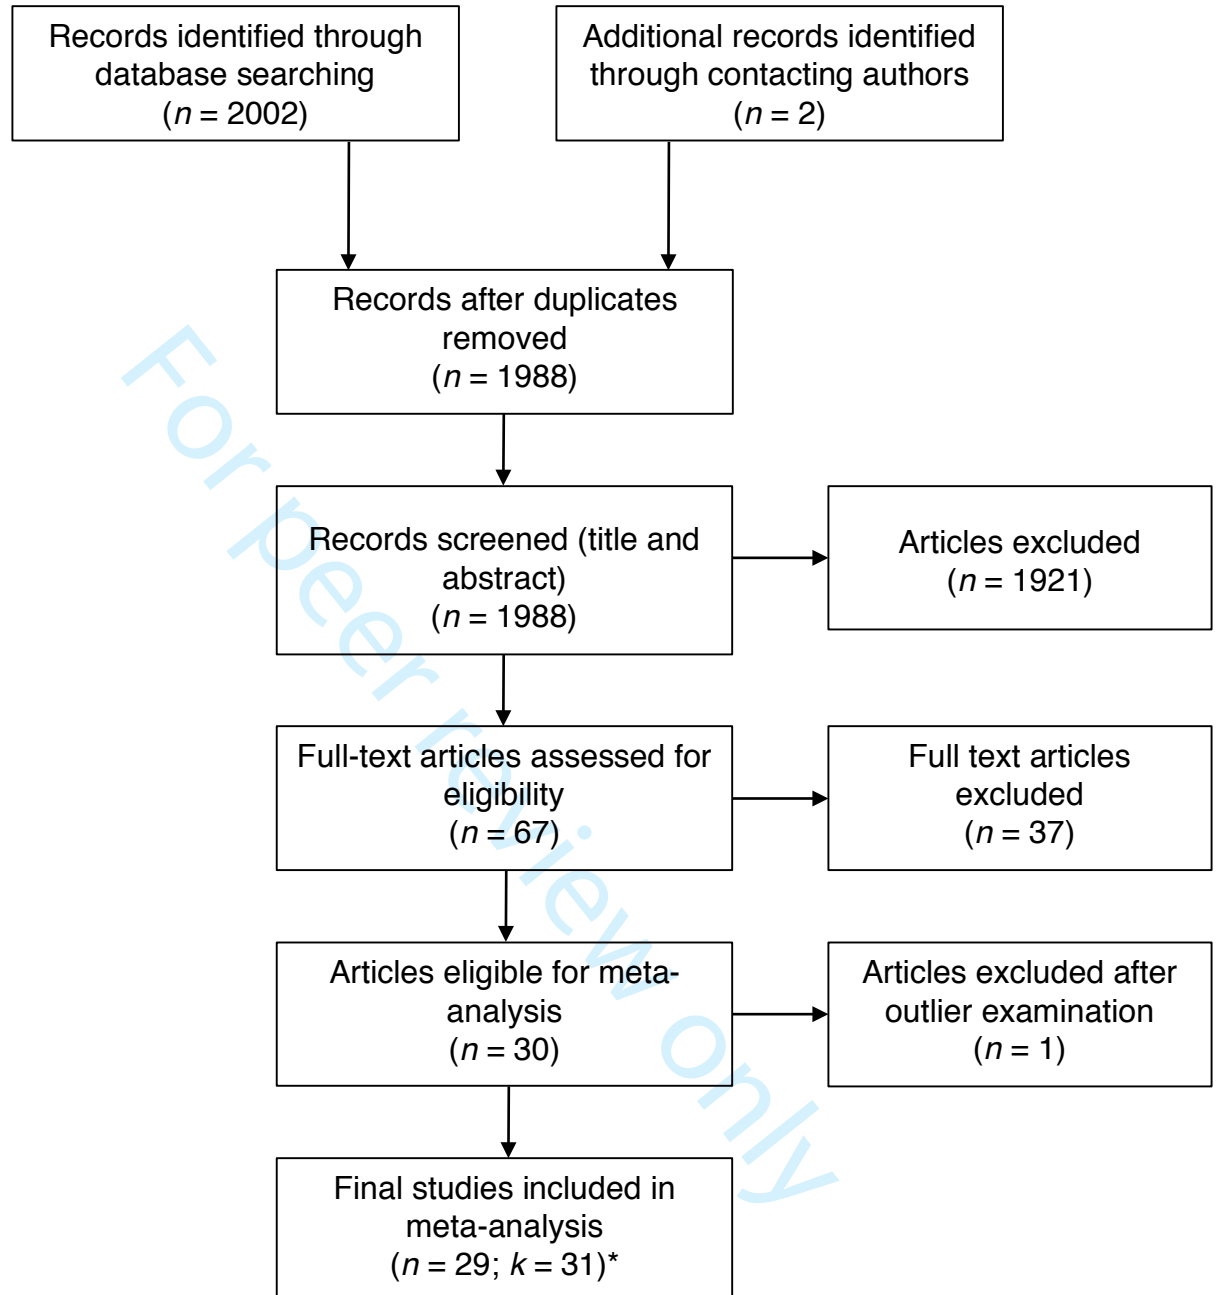 Records identified through
database searching
(n = 2002)
Additional records identified
through contacting authors
(n = 2)
Records after duplicates
removed
(n = 1988)
Records screened (title and
abstract)
(n = 1988)
Articles excluded
(n = 1921)
Full-text articles assessed for
eligibility
(n = 67)
Full text articles
excluded
(n = 37)
Articles eligible for meta-
analysis
(n = 30)
Articles excluded after
outlier examination
(n = 1)
Final studies included in
meta-analysis
(n = 29; k = 31)*
For peer review only